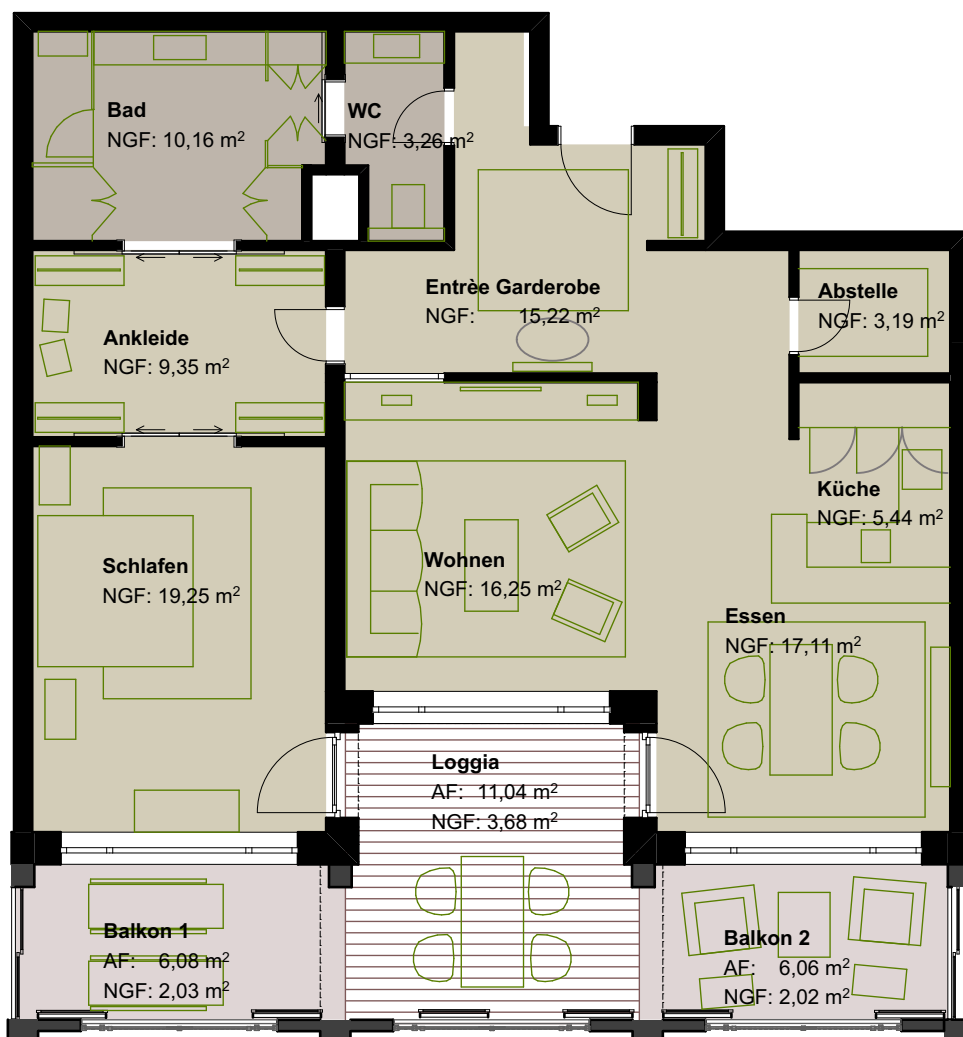 Bad
NGF: 10,16 m²
WC
NGF: 3,26 m²
Entrèe Garderobe
NGF: 15,22 m²
Abstelle
NGF: 3,19 m²
Ankleide
NGF: 9,35 m²
Küche
NGF: 5,44 m²
Schlafen
NGF: 19,25 m²
Wohnen
NGF: 16,25 m²
Essen
NGF: 17,11 m²
Loggia
AF: 11,04 m²
NGF: 3,68 m²
Balkon 1
AF: 6,08 m²
NGF: 2,03 m²
Balkon 2
AF: 6,06 m²
NGF: 2,02 m²